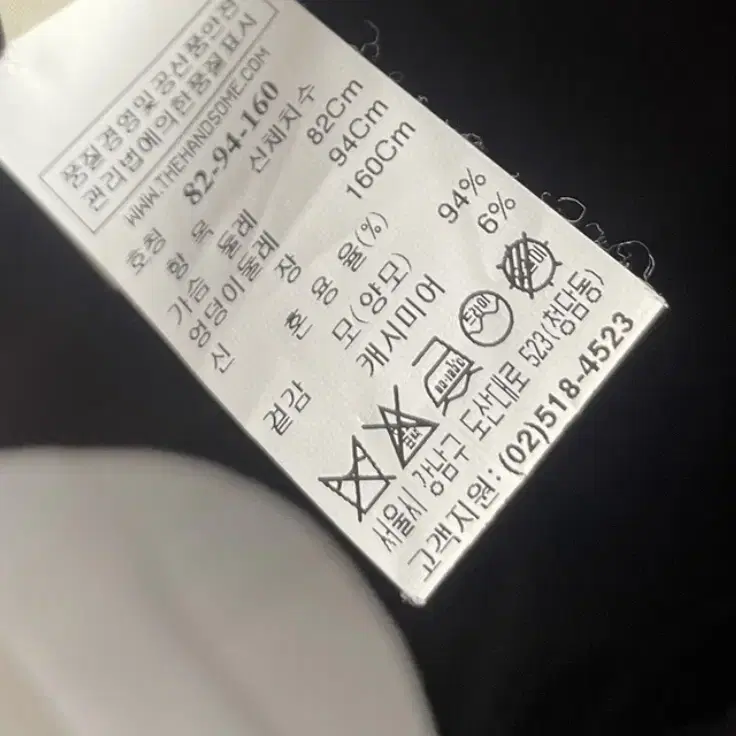 품질경영및 공산품안전
관리법에의한 품질 표시
WWW.THEHANDSOME.COM
호칭 82-94-160
항목 신체치수
가슴둘레 82Cm
엉덩이둘레 94Cm
신장 160Cm
혼용율(%)
겉감 모(양모) 94%
캐시미어 6%
드라이
서울시 강남구 도산대로 523(청담동)
고객지원: (02)518-4523